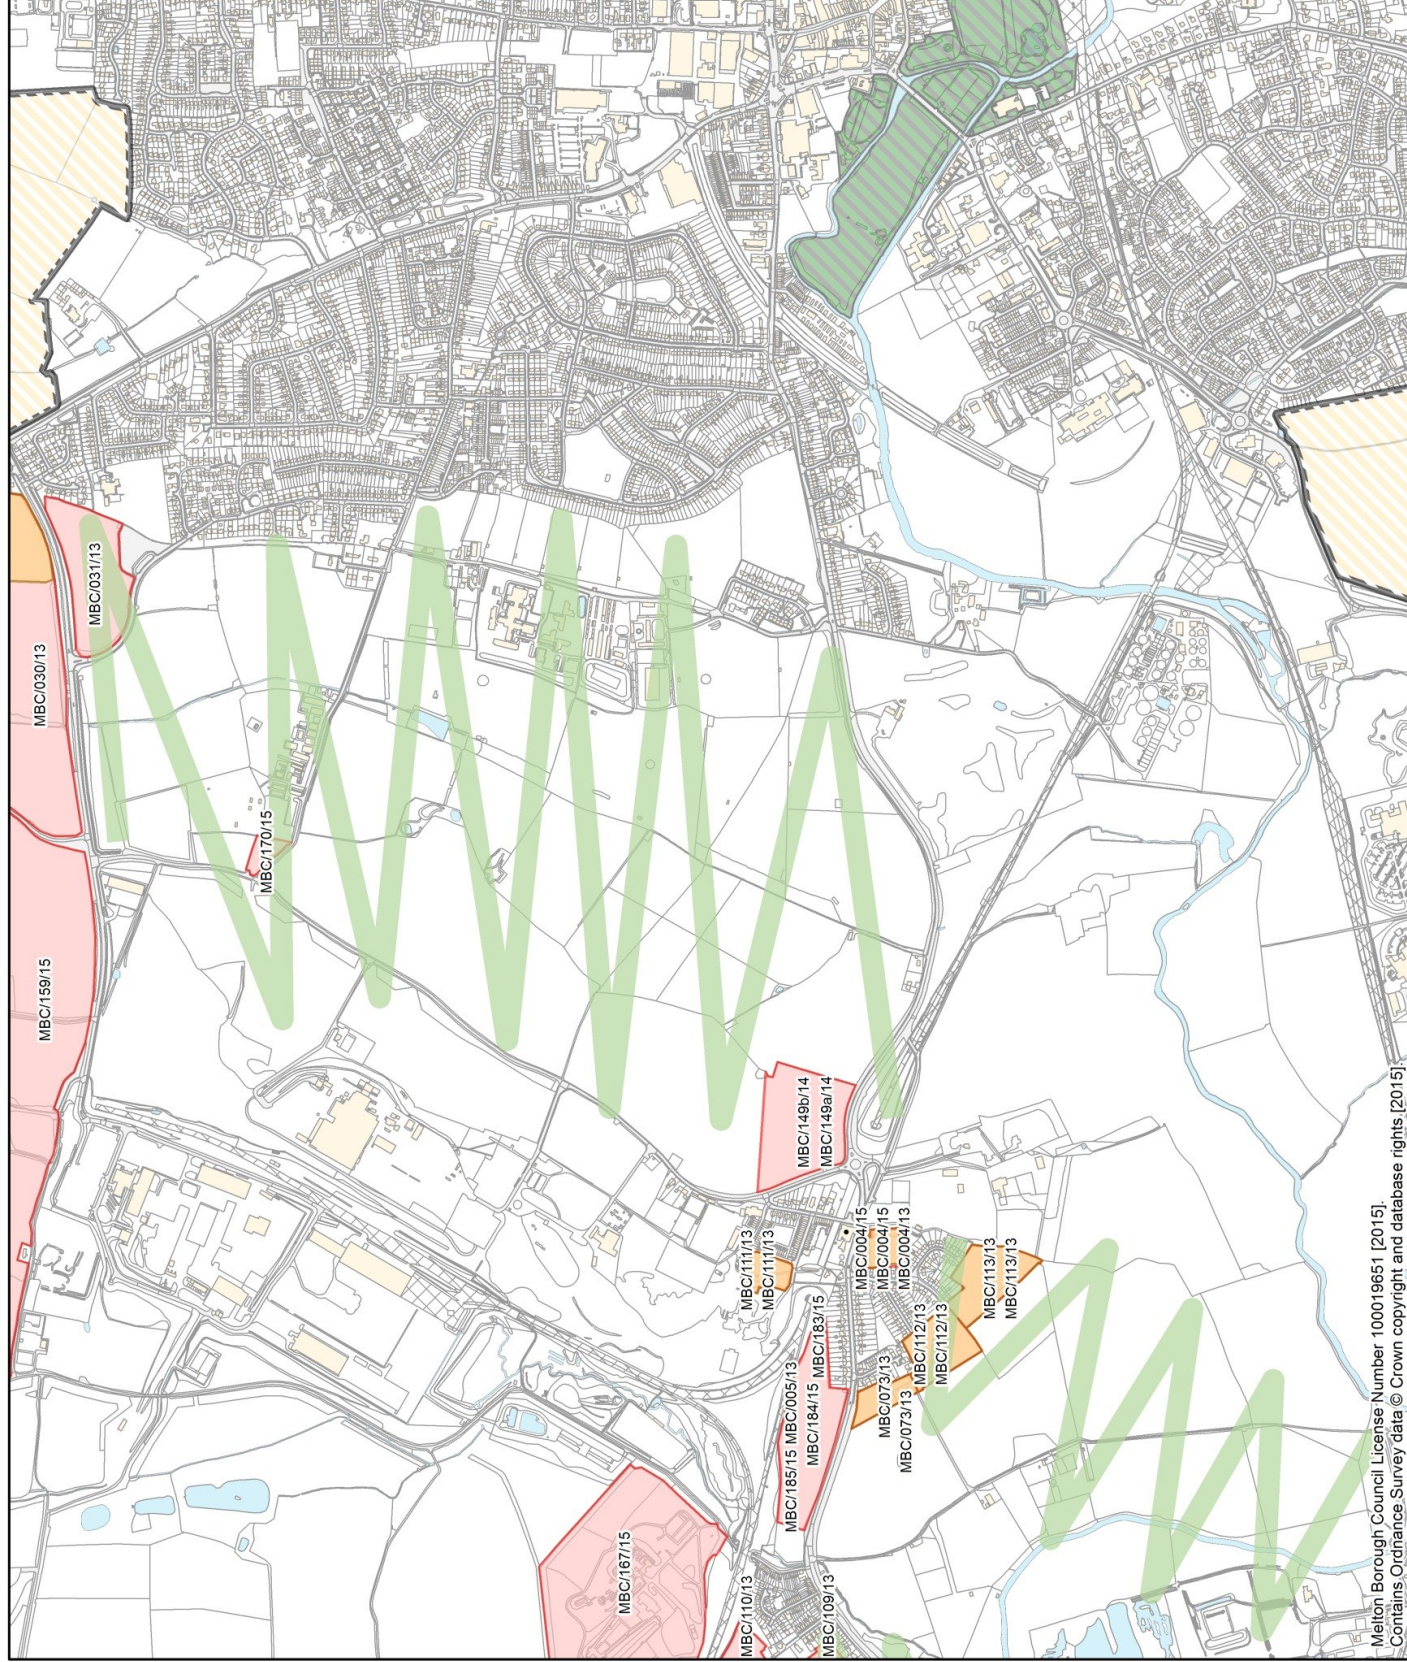 MBC/159/15
MBC/030/13
MBC/031/13
MBC/170/15
MBC/149b/14
MBC/149a/14
MBC/111/13
MBC/111/13
MBC/004/15
MBC/004/15
MBC/004/13
MBC/113/13
MBC/113/13
MBC/112/13
MBC/112/13
MBC/073/13
MBC/073/13
MBC/183/15
MBC/185/15 MBC/005/13
MBC/184/15
MBC/167/15
MBC/110/13
MBC/109/13
Melton Borough Council License Number 100019651 [2015].
Contains Ordnance Survey data © Crown copyright and database rights [2015].